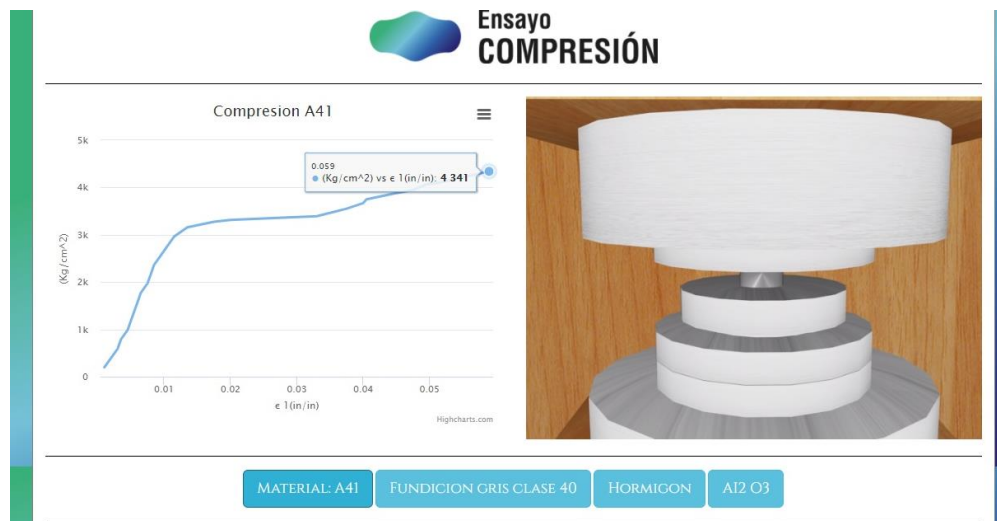 Ensayo
COMPRESIÓN
Compresion A41
5k
0.059
(Kg/cm^2) vs ϵ 1(in/in): 4 341
4k
3k
(Kg/cm^2)
2k
1k
0
0.01 0.02 0.03 0.04 0.05
ϵ 1(in/in)
Highcharts.com
MATERIAL: A41 FUNDICION GRIS CLASE 40 HORMIGON AI2 O3